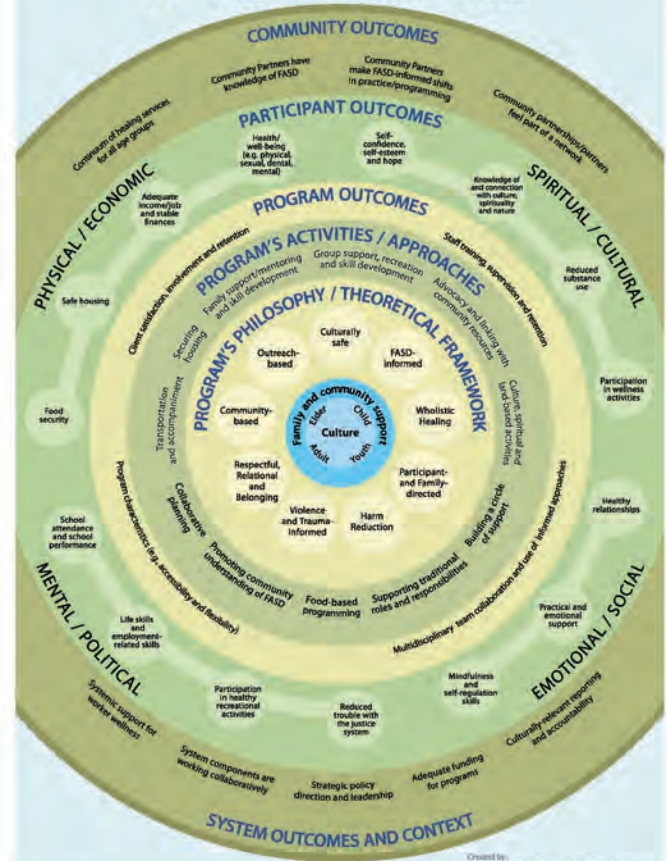 COMMUNITY OUTCOMES
Continuum of healing services
for all age groups
Community Partners have
knowledge of FASD
Community Partners
make FASD-informed shifts
in practice/programming
Community partnerships/partners
feel part of a network
PARTICIPANT OUTCOMES
PHYSICAL / ECONOMIC
SPIRITUAL / CULTURAL
Health/
well-being
(e.g. physical,
sexual, dental,
mental)
Self-
confidence,
self-esteem
and hope
Knowledge of
and connection
with culture,
spirituality
and nature
Reduced
substance
use
Participation
in wellness
activities
Healthy
relationships
Practical and
emotional
support
Mindfulness
and
self-regulation
skills
Reduced
trouble with
the justice
system
Participation
in healthy
recreational
activities
Life skills
and
employment-
related skills
School
attendance
and school
performance
Food
security
Safe housing
Adequate
income/job
and stable
finances
MENTAL / POLITICAL
EMOTIONAL / SOCIAL
PROGRAM OUTCOMES
Client satisfaction, involvement and retention
Staff training, supervision and retention
Program characteristics (e.g., accessibility and flexibility)
Multidisciplinary team collaboration and use of informed approaches
PROGRAM'S ACTIVITIES / APPROACHES
Family support/mentoring
and skill development
Group support, recreation
and skill development
Advocacy and linking with
community resources
Culture, spiritual and
land-based activities
Building a circle
of support
Supporting traditional
roles and responsibilities
Food-based
programming
Promoting community
understanding of FASD
Collaborative
planning
Transportation
and accompaniment
Securing
housing
PROGRAM'S PHILOSOPHY / THEORETICAL FRAMEWORK
Culturally
safe
FASD-
informed
Wholistic
Healing
Participant-
and Family-
directed
Harm
Reduction
Violence
and Trauma-
Informed
Respectful,
Relational
and
Belonging
Community-
based
Outreach-
based
Family and community support
Elder
Child
Culture
Adult
Youth
Systemic support for
worker wellness
System components are
working collaboratively
Strategic policy
direction and leadership
Adequate funding
for programs
Culturally-relevant reporting
and accountability
SYSTEM OUTCOMES AND CONTEXT
Created by: